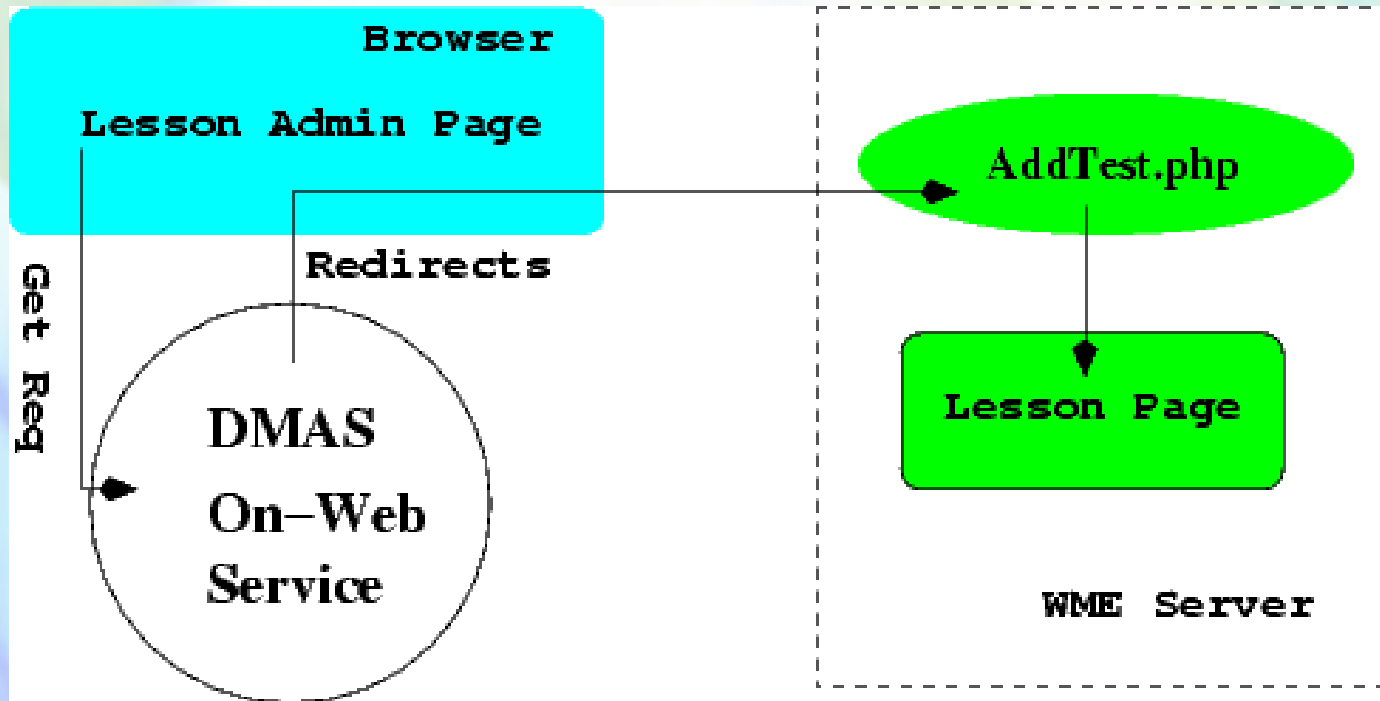 Browser
Lesson Admin Page
AddTest.php
Redirects
Get Req
DMAS
On-Web
Service
Lesson Page
WME Server